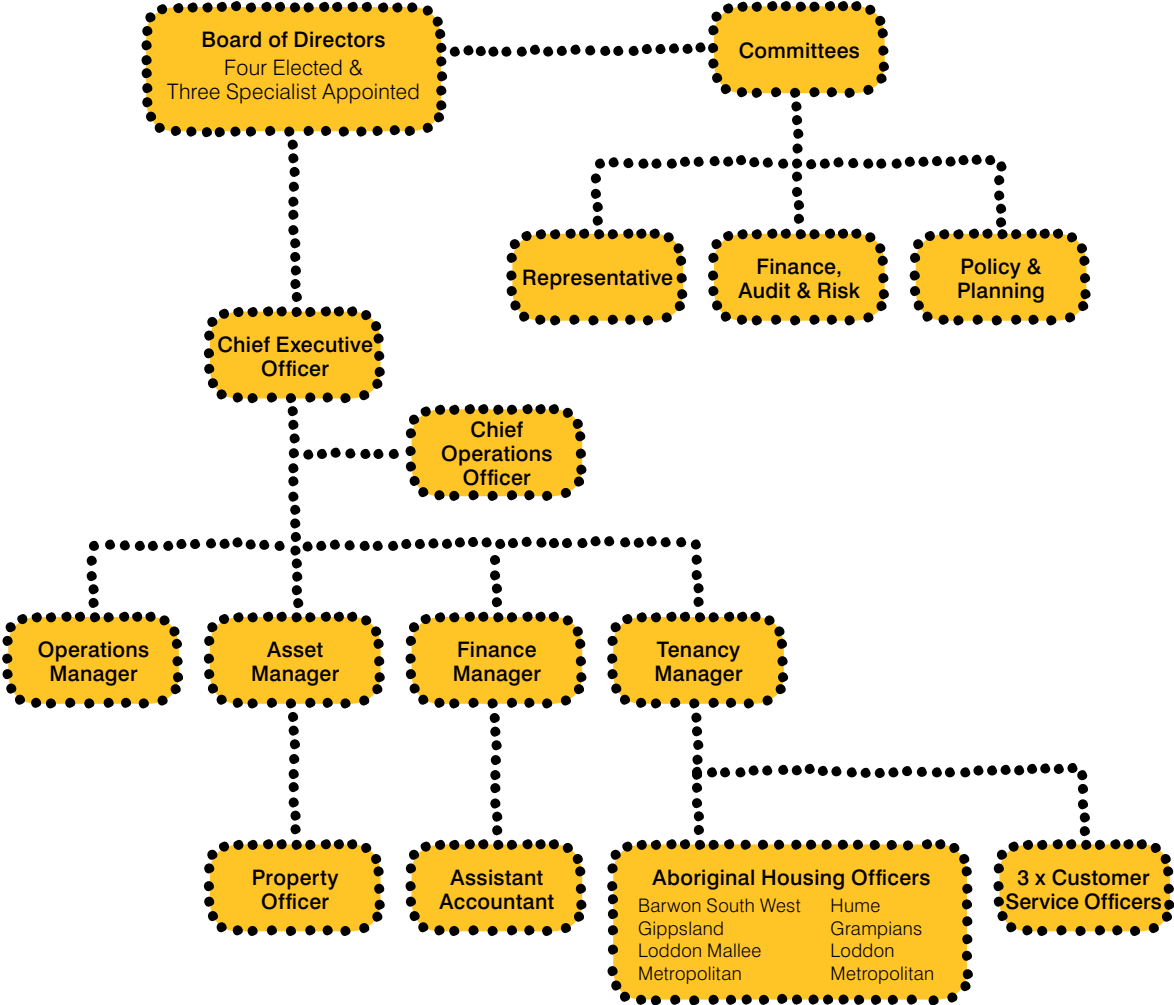 Board of Directors
Four Elected &
Three Specialist Appointed
Committees
Representative
Finance,
Audit & Risk
Policy &
Planning
Chief Executive
Officer
Chief
Operations
Officer
Operations
Manager
Asset
Manager
Finance
Manager
Tenancy
Manager
Property
Officer
Assistant
Accountant
Aboriginal Housing Officers
Barwon South West
Gippsland
Loddon Mallee
Metropolitan
Hume
Grampians
Loddon
Metropolitan
3 x Customer
Service Officers